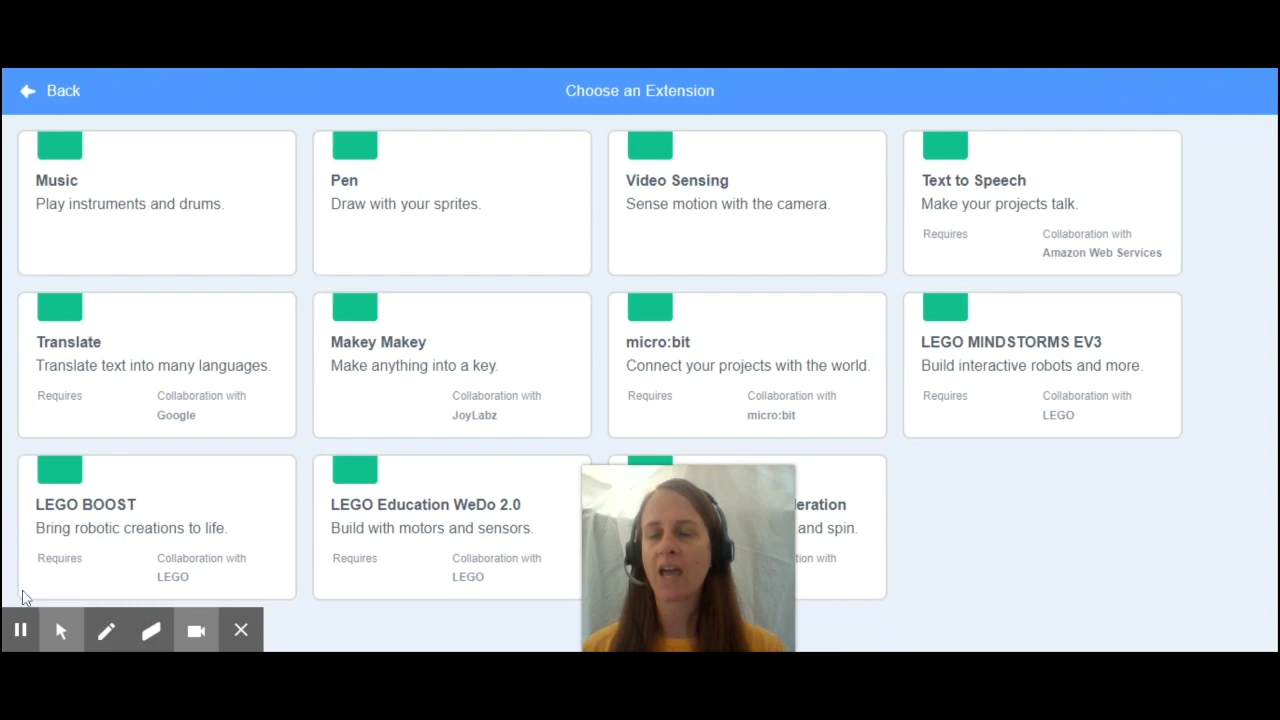 Back
Choose an Extension
Music
Play instruments and drums.
Pen
Draw with your sprites.
Video Sensing
Sense motion with the camera.
Text to Speech
Make your projects talk.
Requires
Collaboration with
Amazon Web Services
Translate
Translate text into many languages.
Requires
Collaboration with
Google
Makey Makey
Make anything into a key.
Collaboration with
JoyLabz
micro:bit
Connect your projects with the world.
Requires
Collaboration with
micro:bit
LEGO MINDSTORMS EV3
Build interactive robots and more.
Requires
Collaboration with
LEGO
LEGO BOOST
Bring robotic creations to life.
Requires
Collaboration with
LEGO
LEGO Education WeDo 2.0
Build with motors and sensors.
Requires
Collaboration with
LEGO
and spin.
with